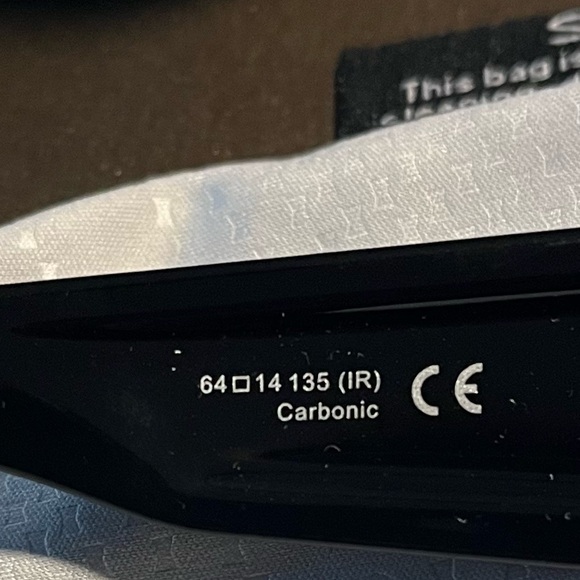 This bag is
64□14 135 (IR)
Carbonic
CE